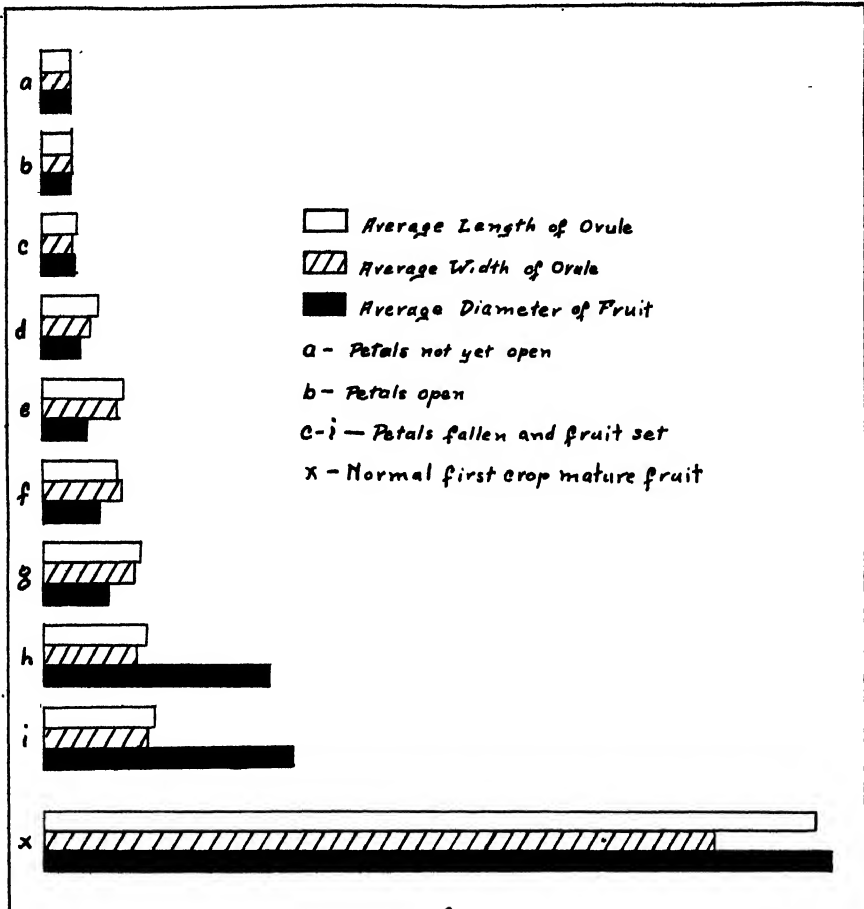 a
b
c
d
e
f
g
h
i
x
Average Length of Ovule
Average Width of Ovule
Average Diameter of Fruit
a - Petals not yet open
b - Petals open
c-i — Petals fallen and fruit set
x - Normal first crop mature fruit